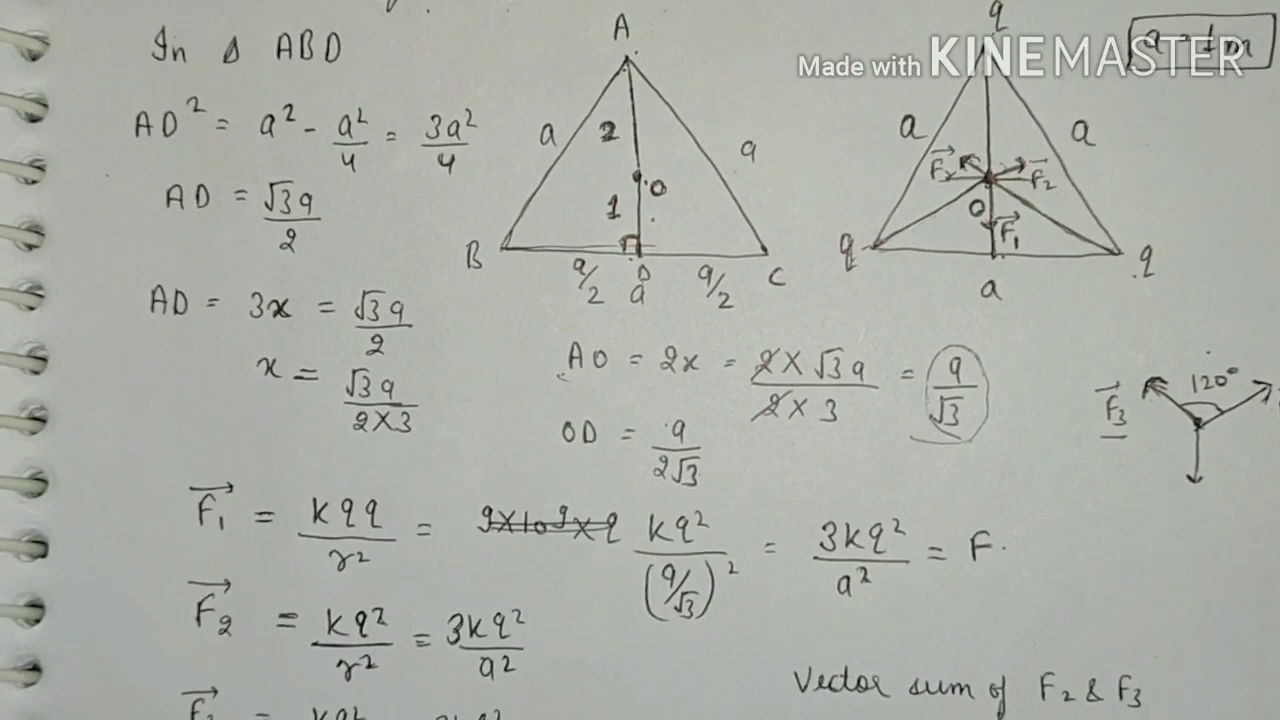 In Δ ABD
AD² = a² - a²/4 = 3a²/4
AD = √3a/2
AD = 3x = √3a/2
x = √3a/2×3
A
a 2 a
O
1
B a/2 D a/2 C
a
Made with KINEMASTER
a = 1m
q
a a
F₂
O
F₁
q q
a
AO = 2x = 2×√3a/2×3 = a/√3
OD = a/2√3
120°
F₃
F₁ = kqq/r² = 9×10⁹×q kq²/(a/√3)² = 3kq²/a² = F.
F₂ = kq²/r² = 3kq²/a²
Vector sum of F₂ & F₃